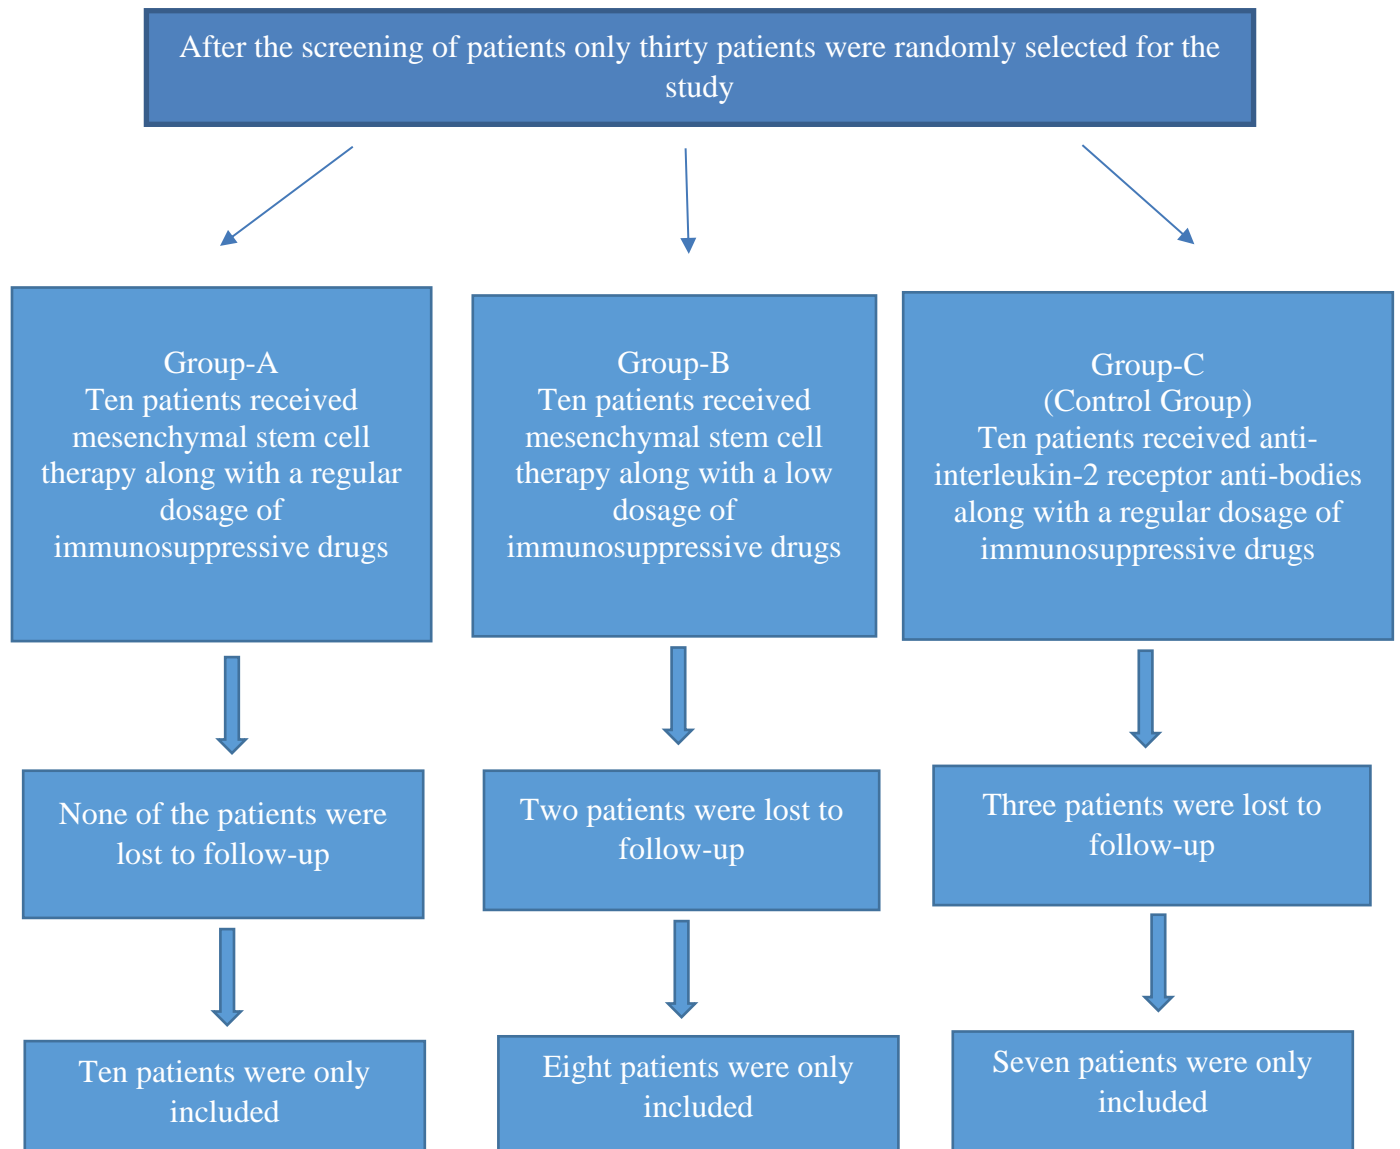 After the screening of patients only thirty patients were randomly selected for the
study
Group-A
Ten patients received
mesenchymal stem cell
therapy along with a regular
dosage of
immunosuppressive drugs
Group-B
Ten patients received
mesenchymal stem cell
therapy along with a low
dosage of
immunosuppressive drugs
Group-C
(Control Group)
Ten patients received anti-
interleukin-2 receptor anti-bodies
along with a regular dosage of
immunosuppressive drugs
None of the patients were
lost to follow-up
Two patients were lost to
follow-up
Three patients were lost to
follow-up
Ten patients were only
included
Eight patients were only
included
Seven patients were only
included